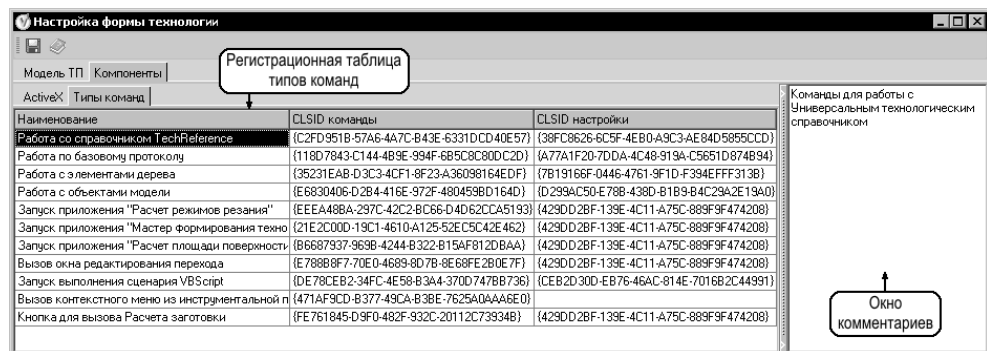 Настройка формы технологии
Регистрационная таблица
типов команд
Модель ТП Компоненты
ActiveX Типы команд
Наименование CLSID команды CLSID настройки
Работа со справочником TechReference {C2FD951B-57A6-4A7C-B43E-6331DCD40E57} {38FC8626-6C5F-4EB0-A9C3-AE84D5855CCD}
Работа по базовому протоколу {118D7843-C144-4B9E-994F-6B5C8C80DC2D} {A77A1F20-7DDA-4C48-919A-C5651D874B94}
Работа с элементами дерева {35231EAB-D3C3-4CF1-8F23-A36098164EDF} {7B19166F-0446-4761-9F1D-F394EFFF313B}
Работа с объектами модели {E6830406-D2B4-416E-972F-480459BD164D} {D299AC50-E78B-438D-B1B9-B4C29A2E19A0}
Запуск приложения "Расчет режимов резания" {EEEA48BA-297C-42C2-BC66-D4D62CCA5193} {429DD2BF-139E-4C11-A75C-889F9F474208}
Запуск приложения "Мастер формирования техно {21E2C00D-19C1-4610-A125-52EC5C42E462} {429DD2BF-139E-4C11-A75C-889F9F474208}
Запуск приложения "Расчет площади поверхности {B6687937-969B-4244-B322-B15AF812DBAA} {429DD2BF-139E-4C11-A75C-889F9F474208}
Вызов окна редактирования перехода {E788B8F7-70E0-4689-8D7B-8E68FE2B0E7F} {429DD2BF-139E-4C11-A75C-889F9F474208}
Запуск выполнения сценария VBScript {DE78CEB2-34FC-4E58-B3A4-370D747BB736} {CEB2D30D-EB76-46AC-814E-7016B2C44991}
Вызов контекстного меню из инструментальной п {471AF9CD-B377-49CA-B3BE-7625A0AAA6E0}
Кнопка для вызова Расчета заготовки {FE761845-D9F0-482F-932C-20112C73934B} {429DD2BF-139E-4C11-A75C-889F9F474208}
Команды для работы с
Универсальным технологическим
справочником
Окно
комментариев